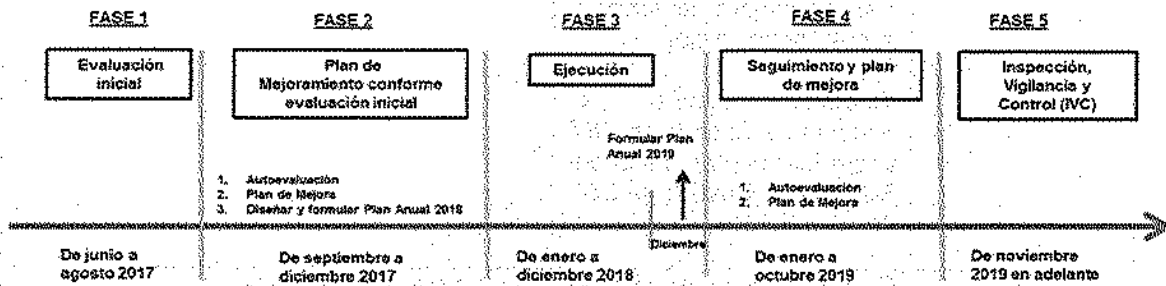 FASE 1
FASE 2
FASE 3
FASE 4
FASE 5
Evaluación
inicial
Plan de
Mejoramiento conforme
evaluación inicial
Ejecución
Seguimiento y plan
de mejora
Inspección,
Vigilancia y
Control (IVC)
Formular Plan
Anual 2019
1. Autoevaluación
2. Plan de Mejora
3. Diseñar y formular Plan Anual 2018
1. Autoevaluación
2. Plan de Mejora
Diciembre
De junio a
agosto 2017
De septiembre a
diciembre 2017
De enero a
diciembre 2018
De enero a
octubre 2019
De noviembre
2019 en adelante